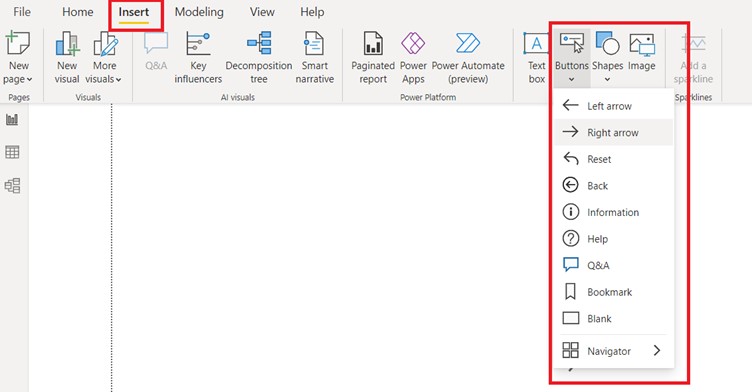 File Home Insert Modeling View Help
Q&A
New page
New visual
More visuals
Key influencers
Decomposition tree
Smart narrative
Paginated report
Power Apps
Power Automate (preview)
Text box
Buttons
Shapes
Image
Add a sparkline
Pages
Visuals
AI visuals
Power Platform
Sparklines
Left arrow
Right arrow
Reset
Back
Information
Help
Q&A
Bookmark
Blank
Navigator